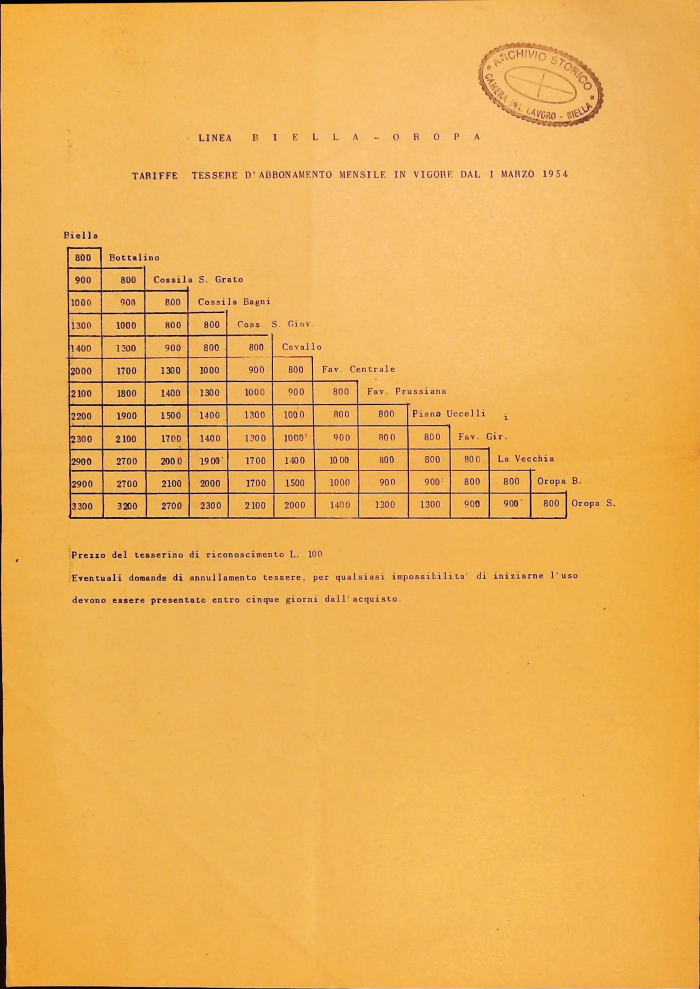 ARCHIVIO STORICO
CAMERA DEL LAVORO - BIELLA
LINEA B I E L L A - O R O P A
TARIFFE TESSERE D'ABBONAMENTO MENSILE IN VIGORE DAL I MARZO 1954
Biella
800 Bottalino
900 800 Cossila S. Grato
1000 900 800 Cossila Bagni
1300 1000 800 800 Coss. S. Giov.
1400 1300 900 800 800 Cavallo
2000 1700 1300 1000 900 800 Fav. Centrale
2100 1800 1400 1300 1000 900 800 Fav. Prussiana
2200 1900 1500 1400 1300 1000 800 800 Piano Uccelli i
2300 2100 1700 1400 1300 1000 900 800 800 Fav. Gir.
2900 2700 2000 1900 1700 1400 1000 800 800 800 La Vecchia
2900 2700 2100 2000 1700 1500 1000 900 900 800 800 Oropa B.
3300 3200 2700 2300 2100 2000 1400 1300 1300 900 900 800 Oropa S.
Prezzo del tesserino di riconoscimento L. 100
Eventuali domande di annullamento tessere, per qualsiasi impossibilita' di iniziarne l'uso
devono essere presentate entro cinque giorni dall'acquisto.